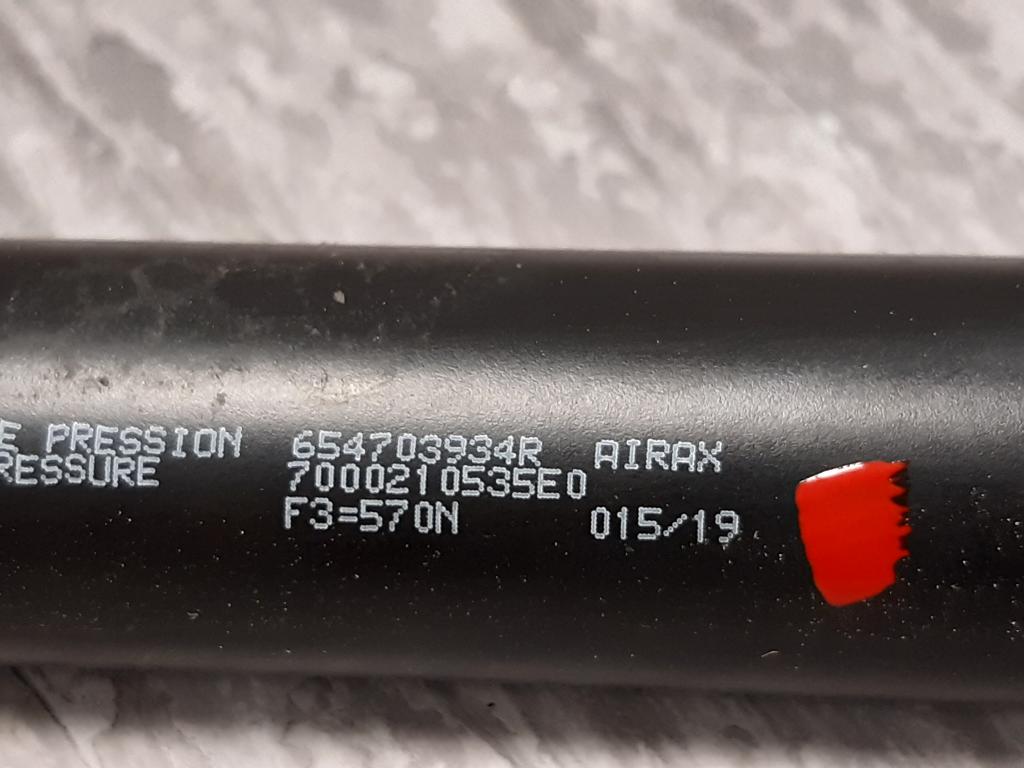 E PRESSION 654703934R AIRAX
RESSURE 7000210535E0
F3=570N 015/19